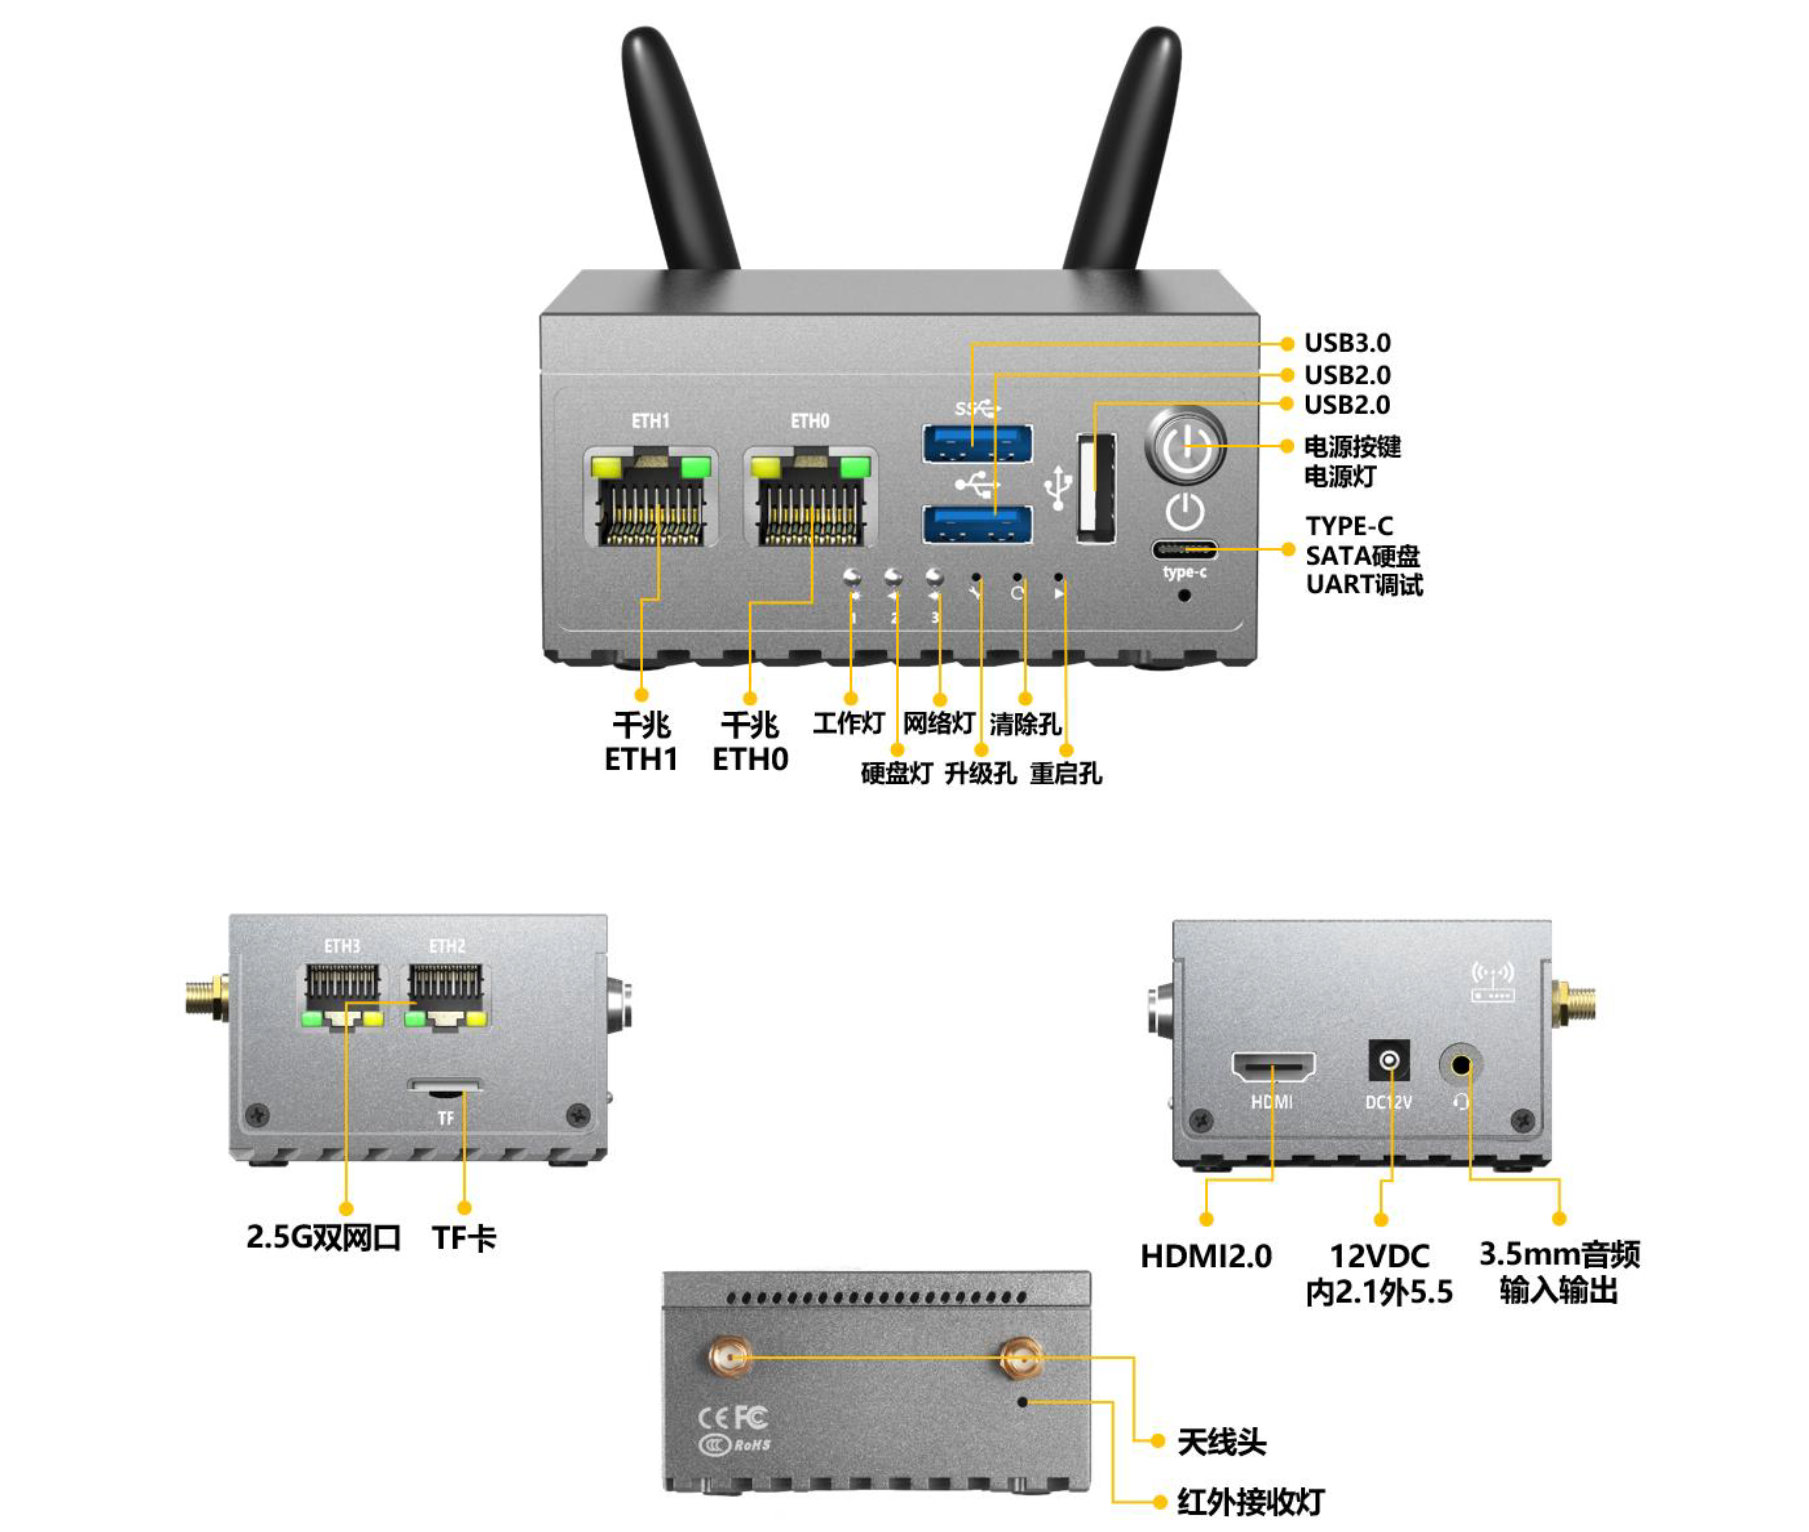 USB3.0
USB2.0
USB2.0
电源按键
电源灯
TYPE-C
SATA硬盘
UART调试
ETH1
ETH0
SS
type-c
1
2
3
千兆
ETH1
千兆
ETH0
工作灯
网络灯
清除孔
硬盘灯
升级孔
重启孔
ETH3
ETH2
TF
2.5G双网口
TF卡
HDMI
DC12V
HDMI2.0
12VDC
内2.1外5.5
3.5mm音频
输入输出
CE FC
CCC RoHS
天线头
红外接收灯